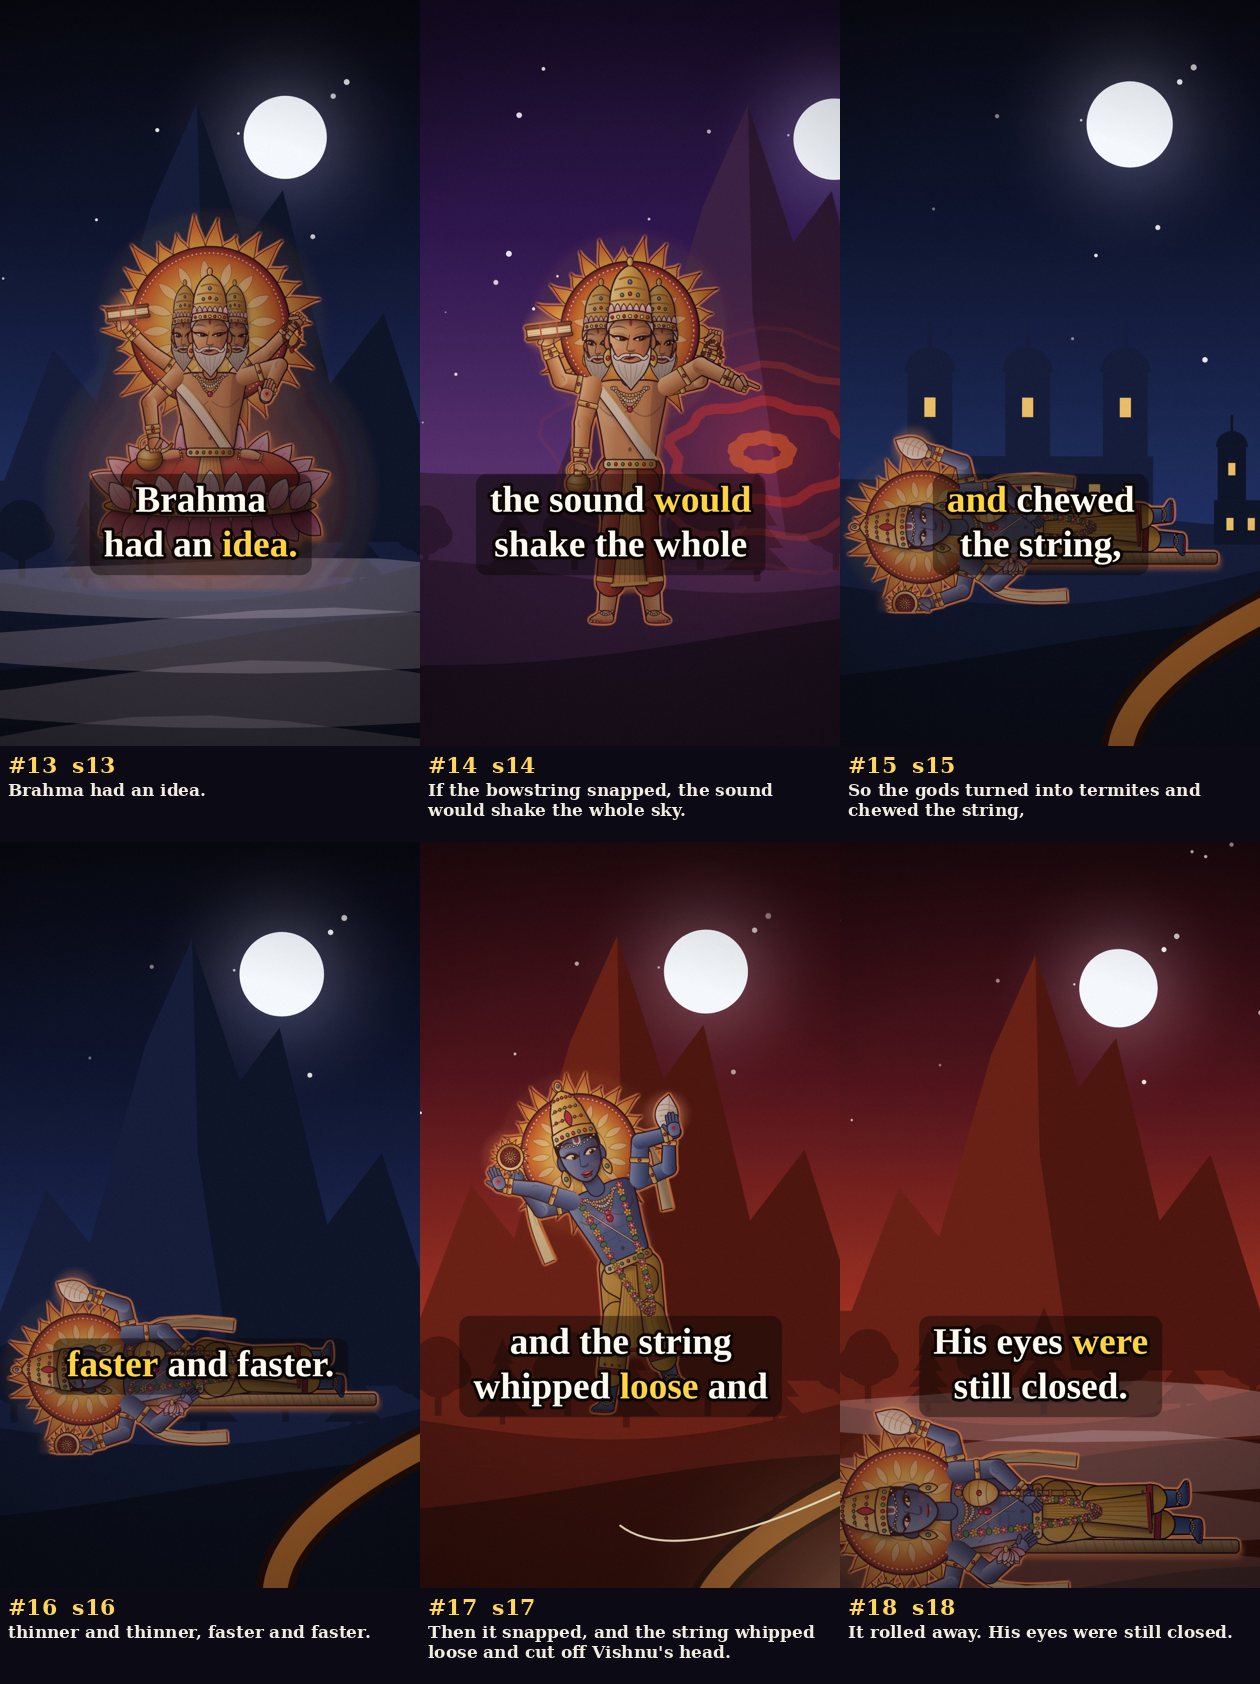 Brahma
had an idea.
#13 s13
Brahma had an idea.
the sound would
shake the whole
#14 s14
If the bowstring snapped, the sound
would shake the whole sky.
and chewed
the string,
#15 s15
So the gods turned into termites and
chewed the string,
faster and faster.
#16 s16
thinner and thinner, faster and faster.
and the string
whipped loose and
#17 s17
Then it snapped, and the string whipped
loose and cut off Vishnu's head.
His eyes were
still closed.
#18 s18
It rolled away. His eyes were still closed.